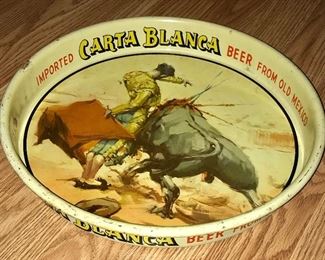 IMPORTED CARTA BLANCA BEER FROM OLD MEXICO
BLANCA BEER